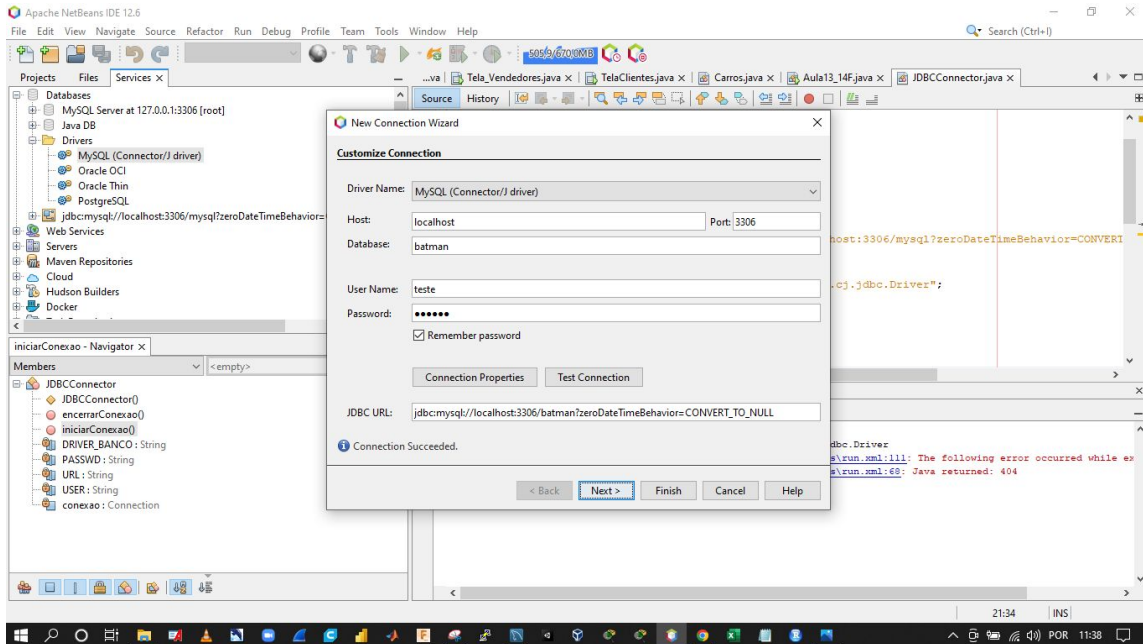 Apache NetBeans IDE 12.6
File Edit View Navigate Source Refactor Run Debug Profile Team Tools Window Help
Search (Ctrl+I)
505,9/670,0MB
Projects Files Services
...va Tela_Vendedores.java TelaClientes.java Carros.java Aula13_14F.java JDBCConnector.java
Source History
Databases
MySQL Server at 127.0.0.1:3306 [root]
Java DB
Drivers
MySQL (Connector/J driver)
Oracle OCI
Oracle Thin
PostgreSQL
jdbc:mysql://localhost:3306/mysql?zeroDateTimeBehavior=
Web Services
Servers
Maven Repositories
Cloud
Hudson Builders
Docker
iniciarConexao - Navigator
Members <empty>
JDBCConnector
JDBCConnector()
encerrarConexao()
iniciarConexao()
DRIVER_BANCO : String
PASSWD : String
URL : String
USER : String
conexao : Connection
New Connection Wizard
Customize Connection
Driver Name: MySQL (Connector/J driver)
Host: localhost Port: 3306
Database: batman
User Name: teste
Password: ••••••
Remember password
Connection Properties Test Connection
JDBC URL: jdbc:mysql://localhost:3306/batman?zeroDateTimeBehavior=CONVERT_TO_NULL
Connection Succeeded.
< Back Next > Finish Cancel Help
ost:3306/mysql?zeroDateTimeBehavior=CONVERT
.cj.jdbc.Driver";
dbc.Driver
s\run.xml:111: The following error occurred while ex
s\run.xml:68: Java returned: 404
21:34 INS
POR 11:38